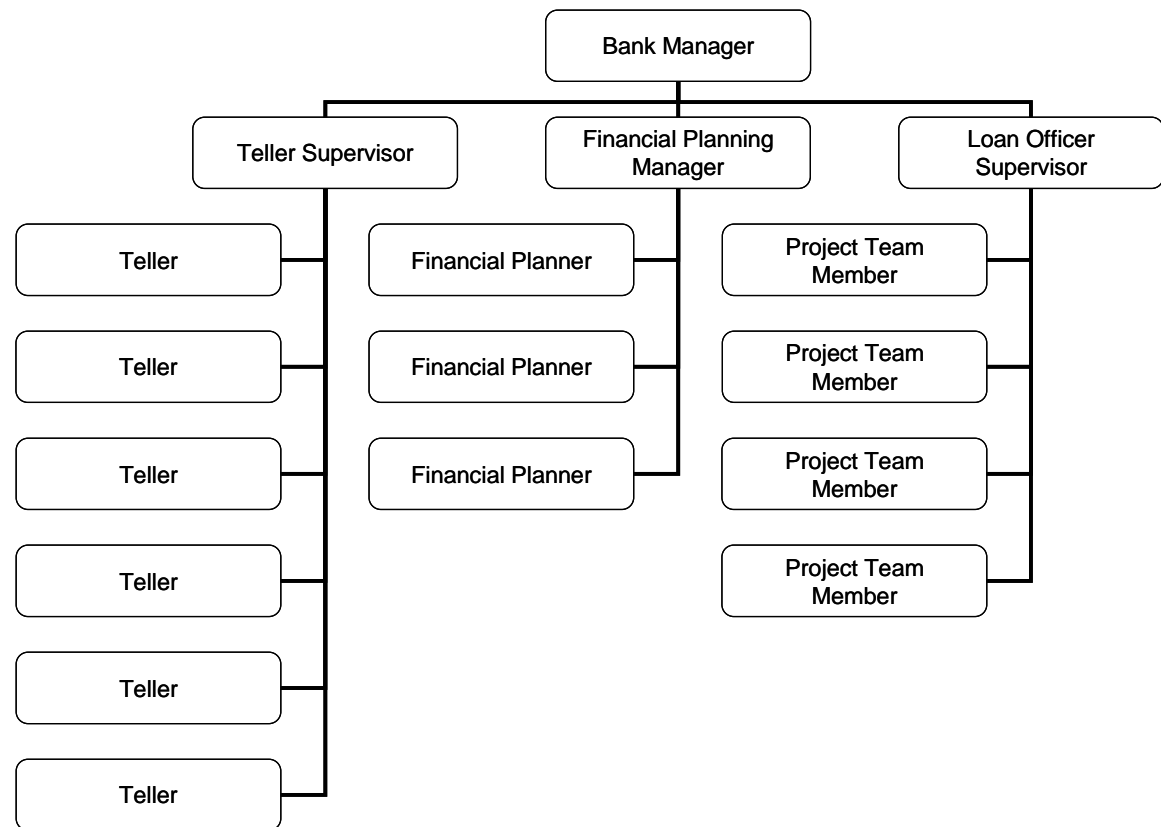 Bank Manager
Teller Supervisor
Financial Planning
Manager
Loan Officer
Supervisor
Teller
Financial Planner
Project Team
Member
Teller
Financial Planner
Project Team
Member
Teller
Financial Planner
Project Team
Member
Teller
Project Team
Member
Teller
Teller